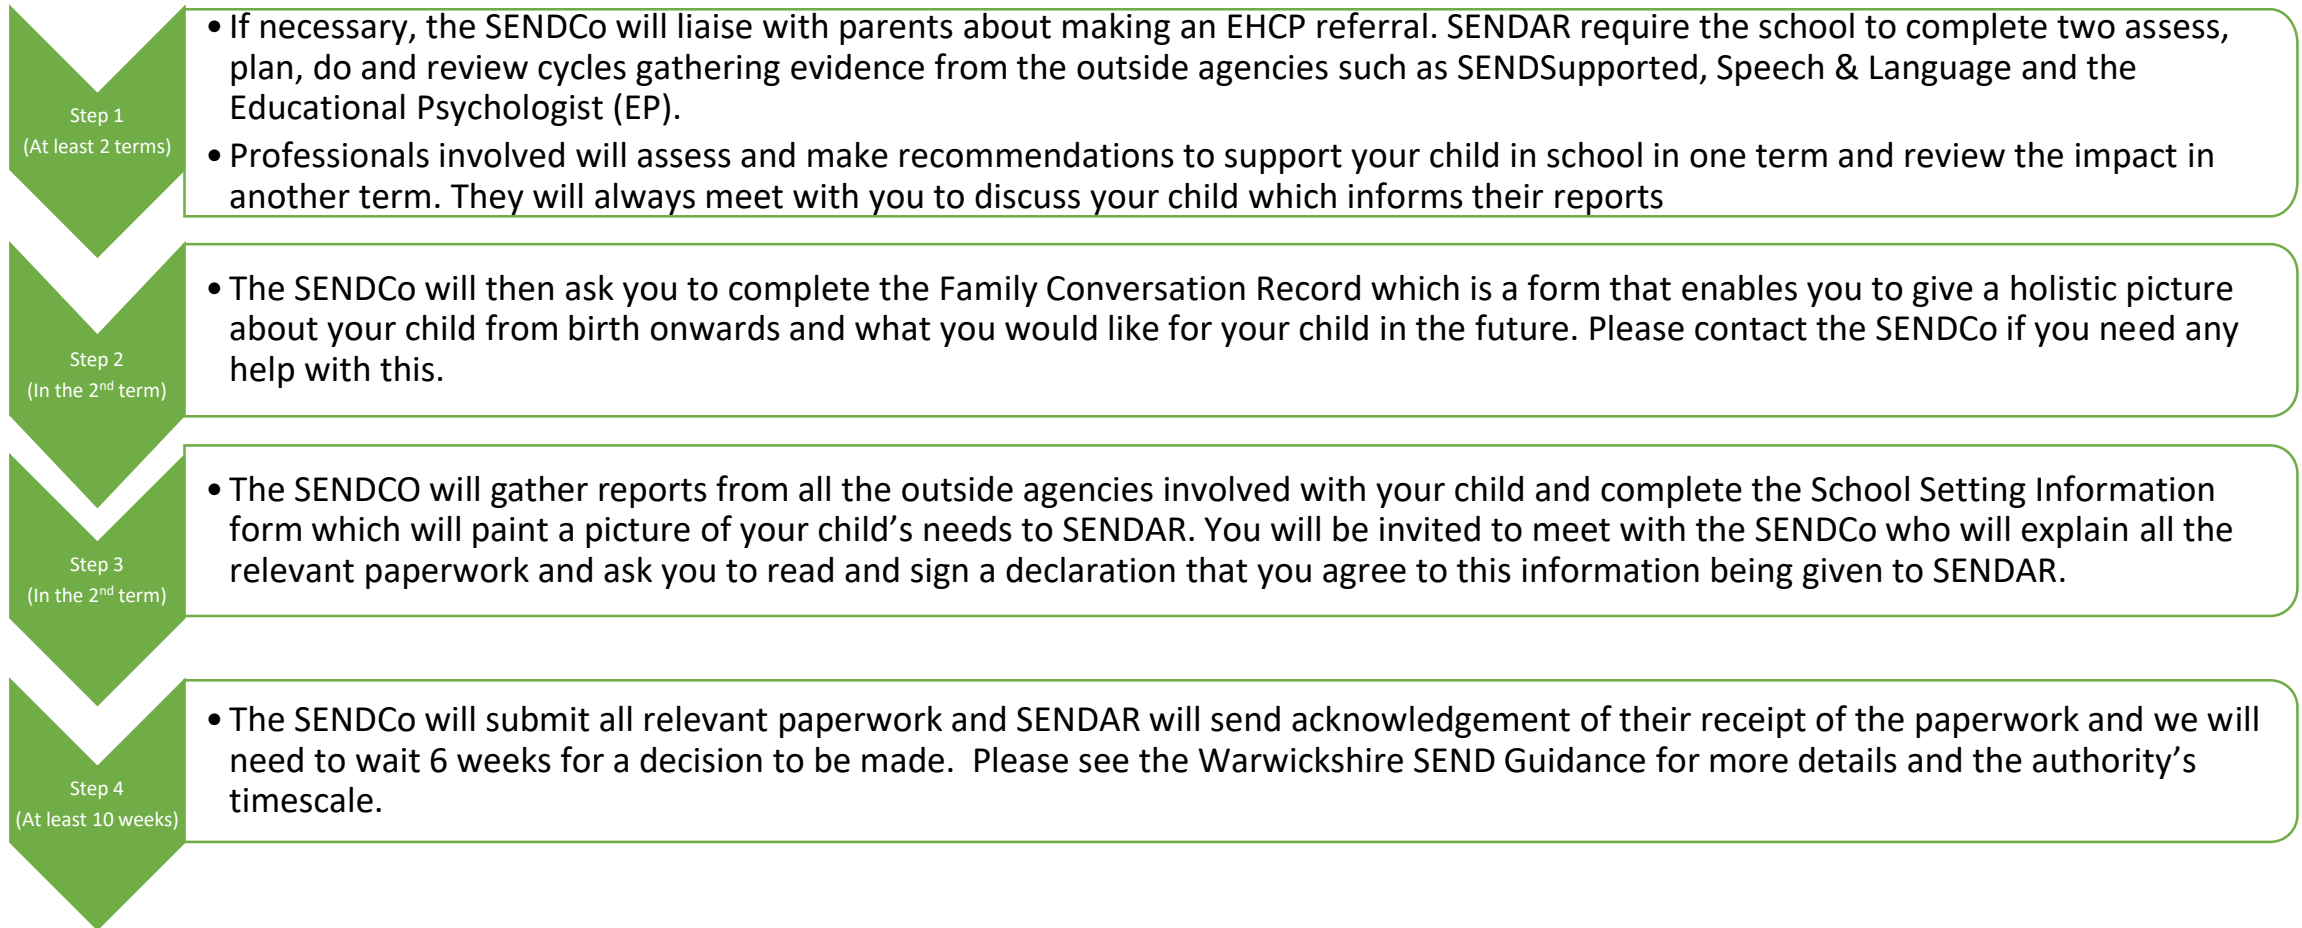 Step 1
(At least 2 terms)
• If necessary, the SENDCo will liaise with parents about making an EHCP referral. SENDAR require the school to complete two assess,
plan, do and review cycles gathering evidence from the outside agencies such as SENDSupported, Speech & Language and the
Educational Psychologist (EP).
• Professionals involved will assess and make recommendations to support your child in school in one term and review the impact in
another term. They will always meet with you to discuss your child which informs their reports
Step 2
(In the 2nd term)
• The SENDCo will then ask you to complete the Family Conversation Record which is a form that enables you to give a holistic picture
about your child from birth onwards and what you would like for your child in the future. Please contact the SENDCo if you need any
help with this.
Step 3
(In the 2nd term)
• The SENDCO will gather reports from all the outside agencies involved with your child and complete the School Setting Information
form which will paint a picture of your child’s needs to SENDAR. You will be invited to meet with the SENDCo who will explain all the
relevant paperwork and ask you to read and sign a declaration that you agree to this information being given to SENDAR.
Step 4
(At least 10 weeks)
• The SENDCo will submit all relevant paperwork and SENDAR will send acknowledgement of their receipt of the paperwork and we will
need to wait 6 weeks for a decision to be made.  Please see the Warwickshire SEND Guidance for more details and the authority’s
timescale.